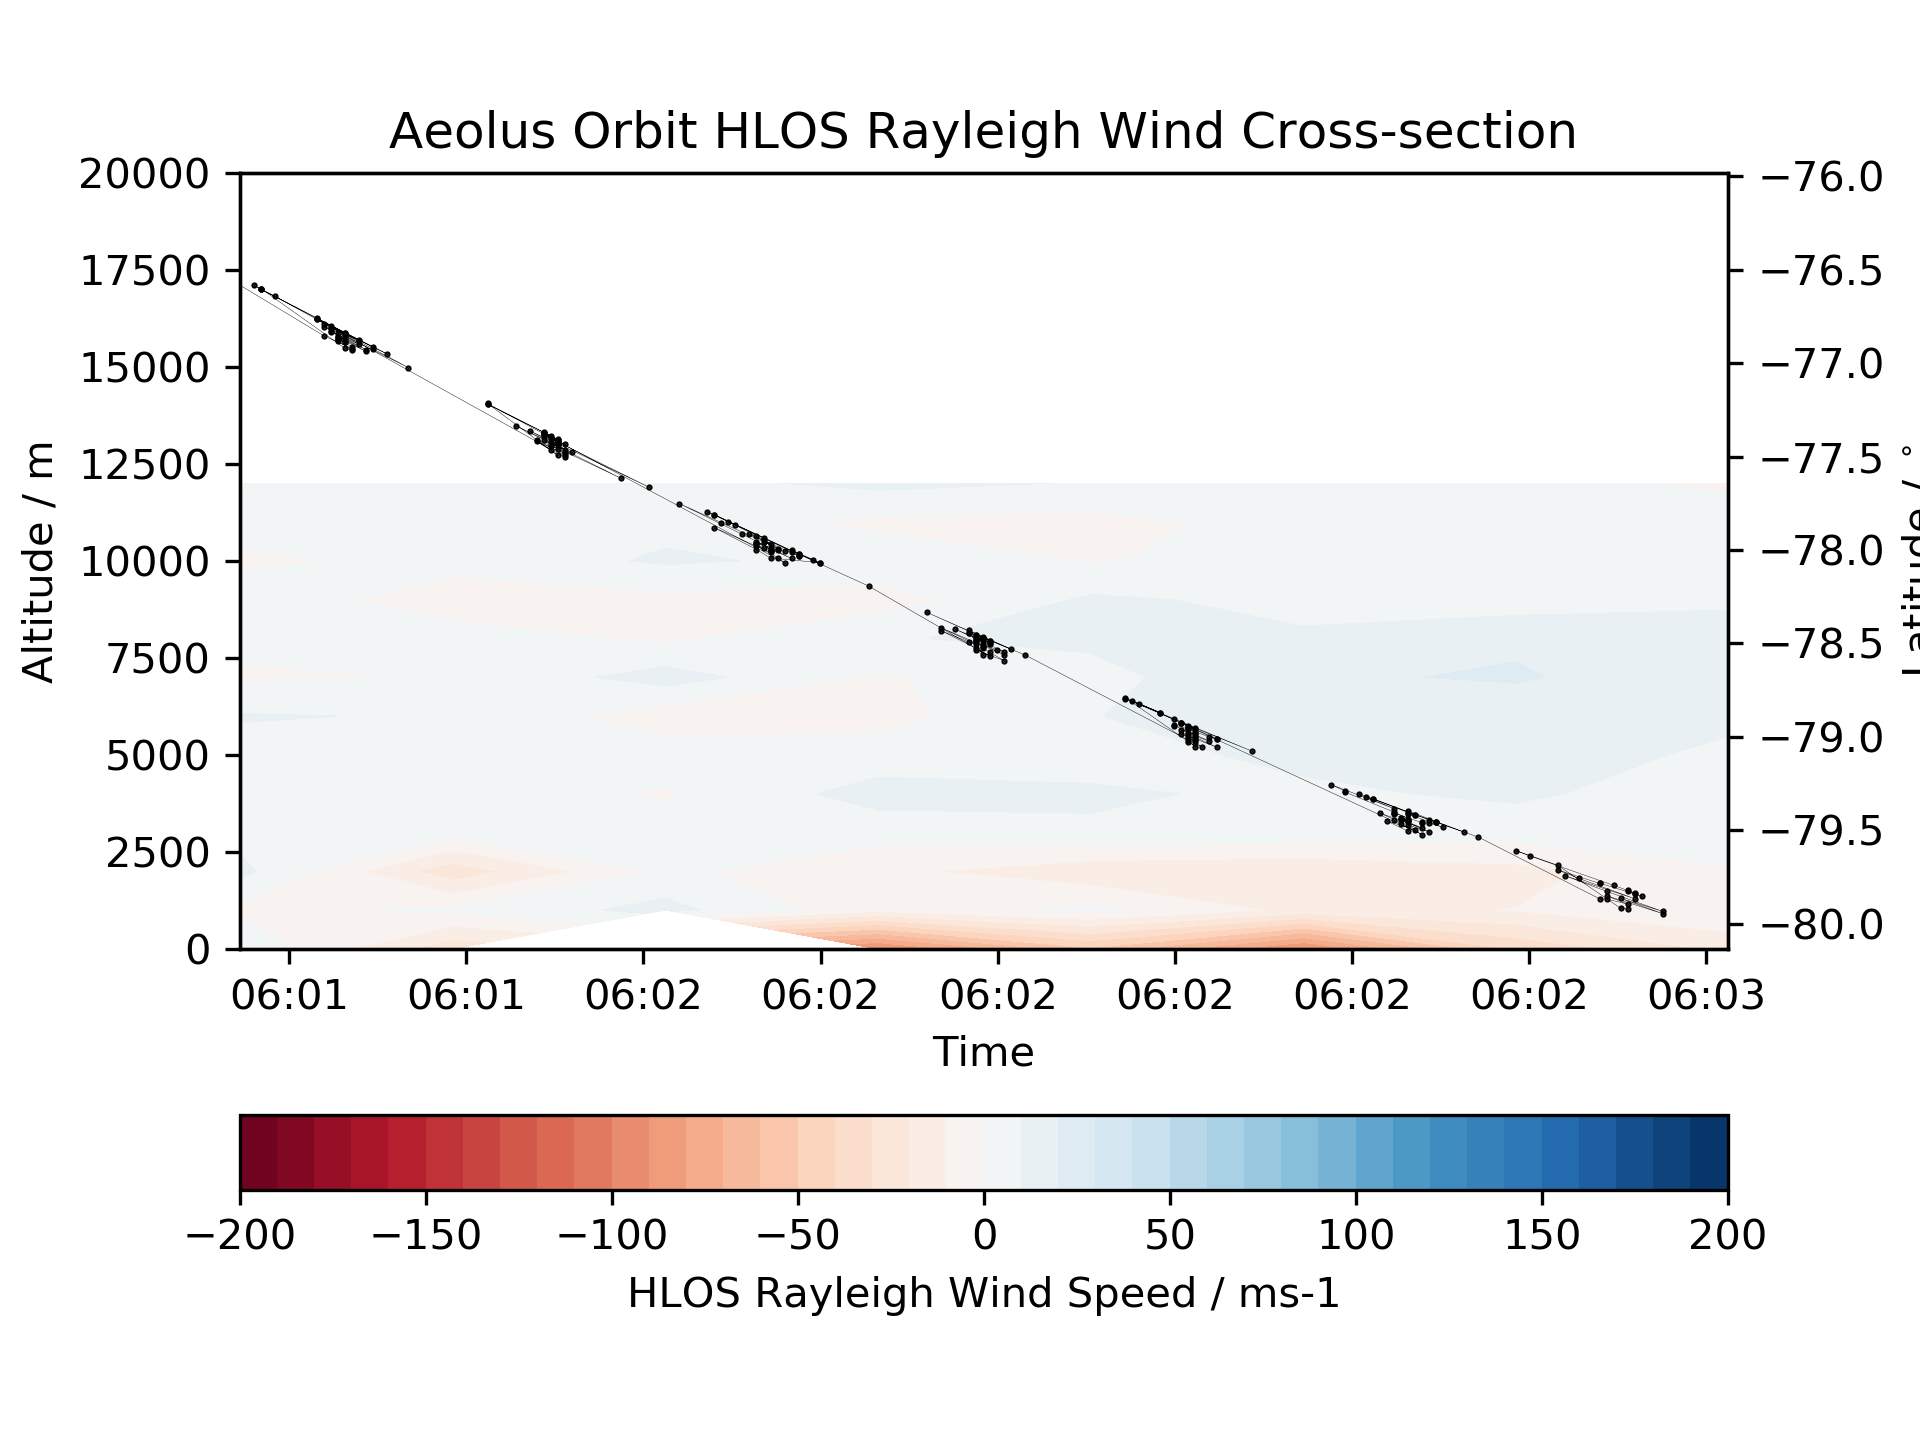 Aeolus Orbit HLOS Rayleigh Wind Cross-section
20000
17500
15000
12500
10000
7500
5000
2500
0
Altitude / m
−76.0
−76.5
−77.0
−77.5
−78.0
−78.5
−79.0
−79.5
−80.0
Latitude / °
06:01 06:01 06:02 06:02 06:02 06:02 06:02 06:02 06:03
Time
−200 −150 −100 −50 0 50 100 150 200
HLOS Rayleigh Wind Speed / ms-1